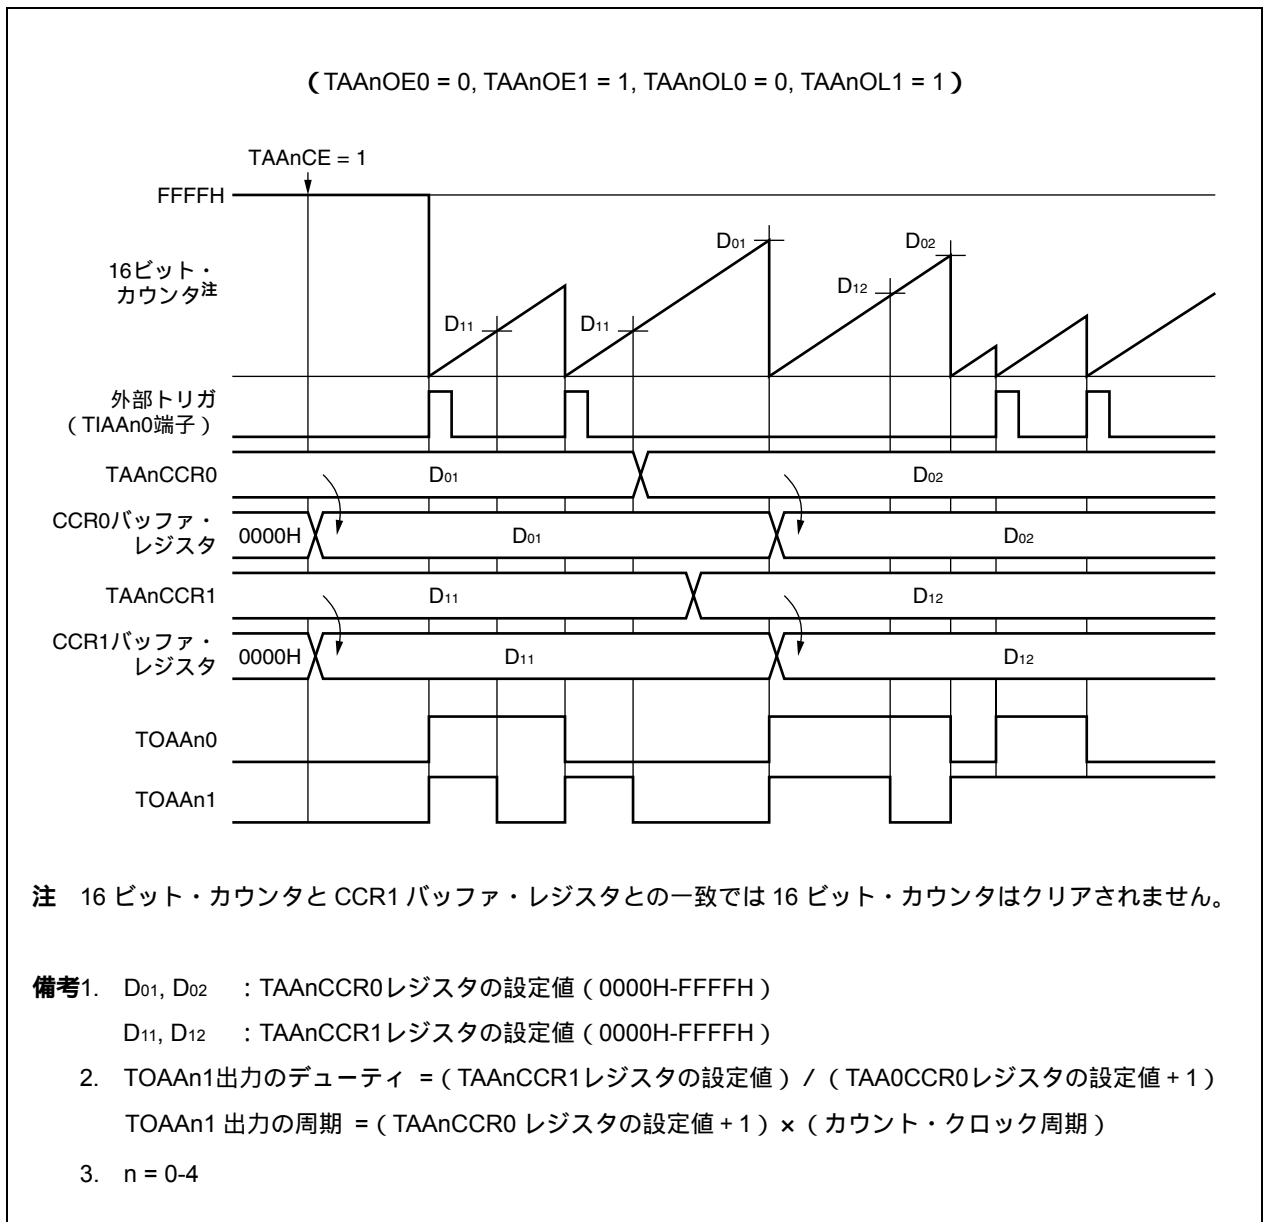 （TAAnOE0 = 0, TAAnOE1 = 1, TAAnOL0 = 0, TAAnOL1 = 1）
TAAnCE = 1
FFFFH
16ビット・
カウンタ注
D11
D11
D01
D12
D02
外部トリガ
（TIAAn0端子）
TAAnCCR0
D01
D02
CCR0バッファ・
レジスタ
0000H
D01
D02
TAAnCCR1
D11
D12
CCR1バッファ・
レジスタ
0000H
D11
D12
TOAAn0
TOAAn1
注 16 ビット・カウンタと CCR1 バッファ・レジスタとの一致では 16 ビット・カウンタはクリアされません。
備考1. D01, D02 ：TAAnCCR0レジスタの設定値（0000H-FFFFH）
D11, D12 ：TAAnCCR1レジスタの設定値（0000H-FFFFH）
2. TOAAn1出力のデューティ =（TAAnCCR1レジスタの設定値）/（TAA0CCR0レジスタの設定値 + 1）
TOAAn1 出力の周期 =（TAAnCCR0 レジスタの設定値 + 1）×（カウント・クロック周期）
3. n = 0-4